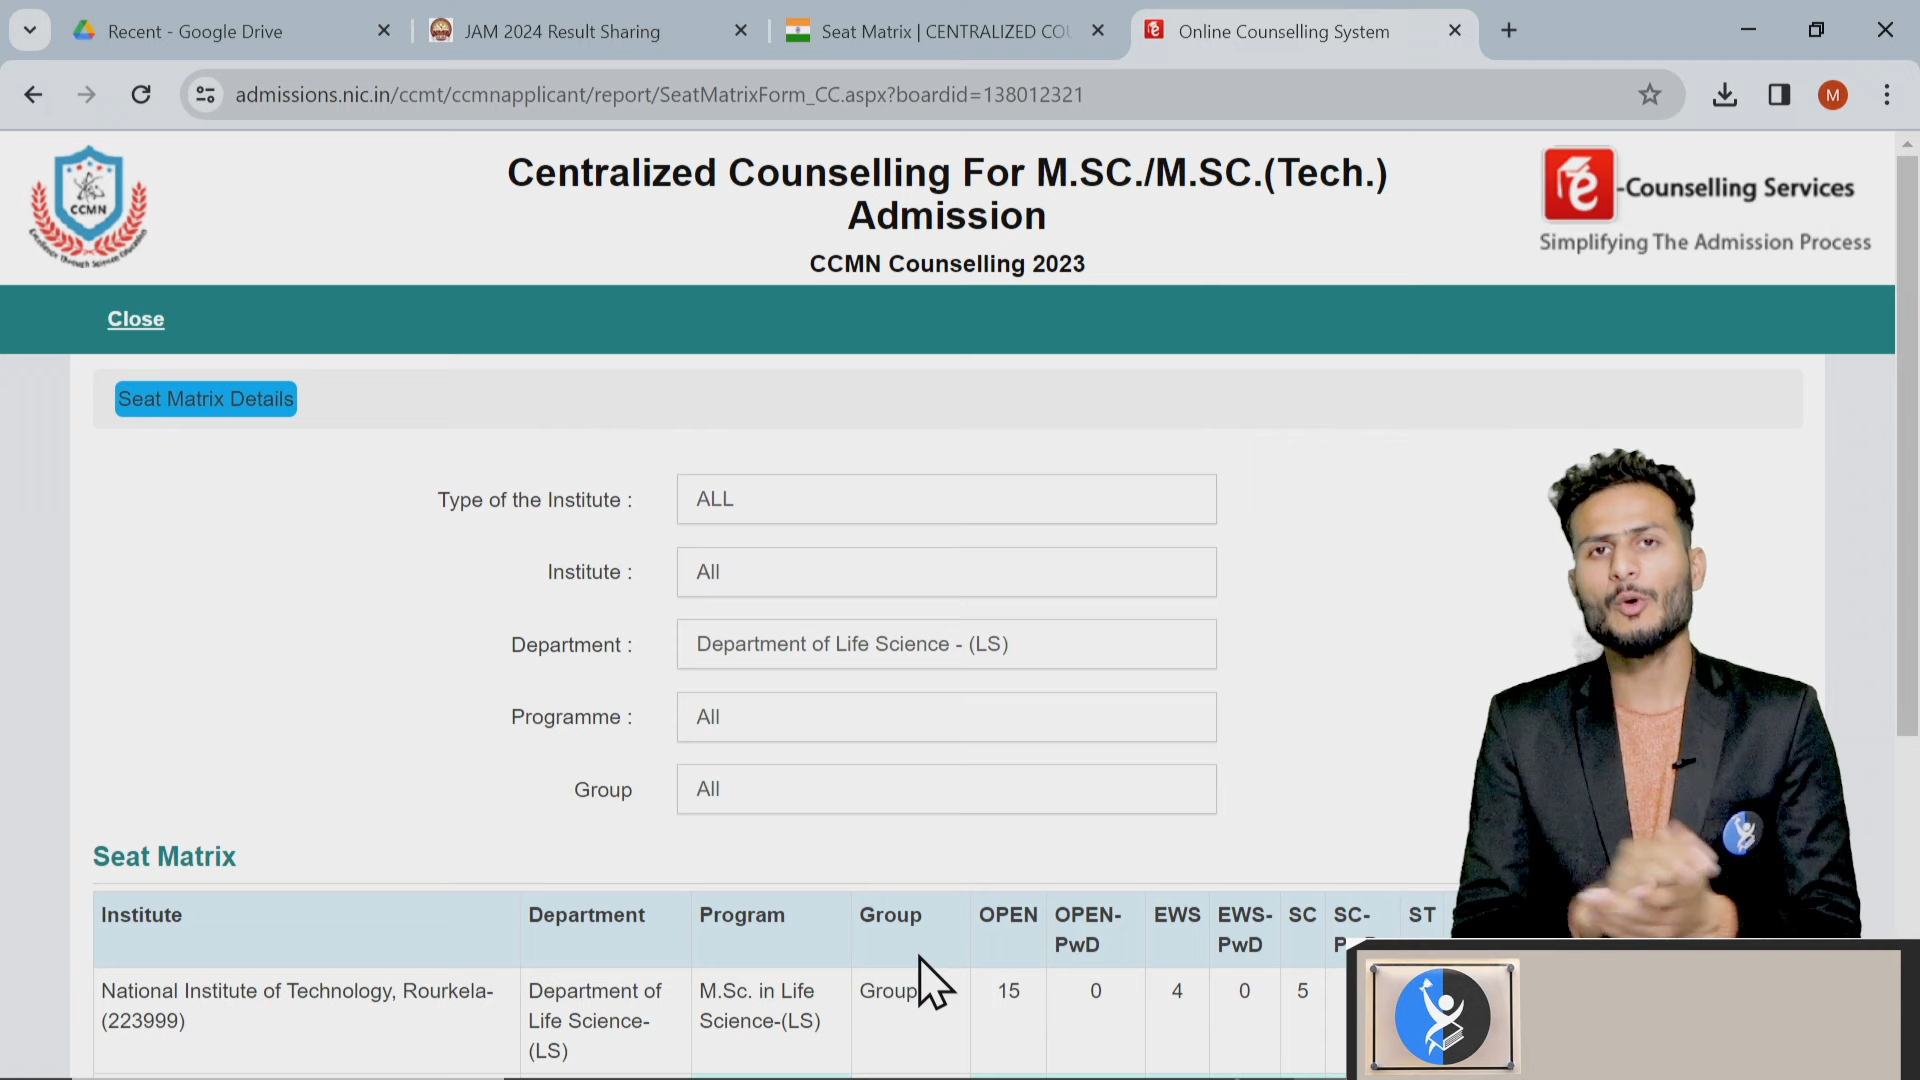 Recent - Google Drive
JAM 2024 Result Sharing
Seat Matrix | CENTRALIZED COU
Online Counselling System
admissions.nic.in/ccmt/ccmnapplicant/report/SeatMatrixForm_CC.aspx?boardid=138012321
M
CCMN
Excellence Through Science Education
Centralized Counselling For M.SC./M.SC.(Tech.)
Admission
CCMN Counselling 2023
e-Counselling Services
Simplifying The Admission Process
Close
Seat Matrix Details
Type of the Institute : ALL
Institute : All
Department : Department of Life Science - (LS)
Programme : All
Group All
Seat Matrix
Institute Department Program Group OPEN OPEN-PwD EWS EWS-PwD SC SC- ST
National Institute of Technology, Rourkela-(223999) Department of Life Science-(LS) M.Sc. in Life Science-(LS) Group 15 0 4 0 5